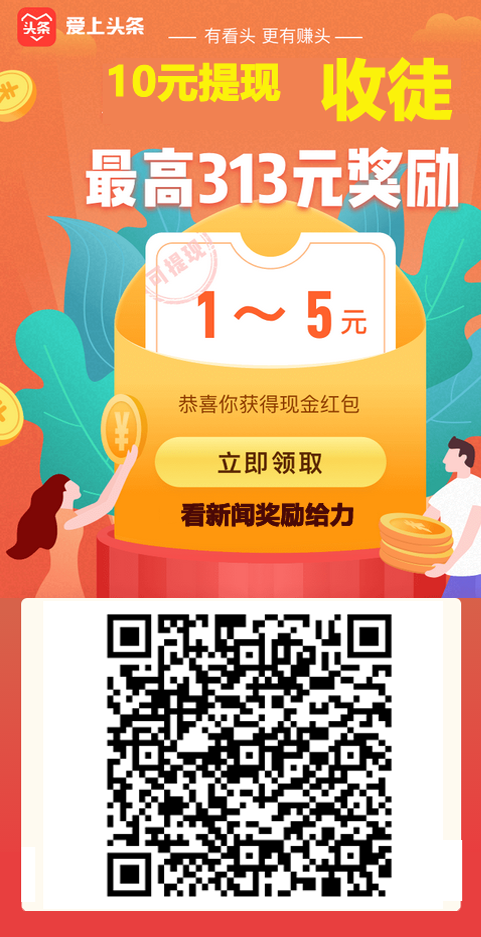 头条
爱上头条
有看头 更有赚头
10元提现
收徒
最高313元奖励
可提现
1～5元
恭喜你获得现金红包
立即领取
看新闻奖励给力